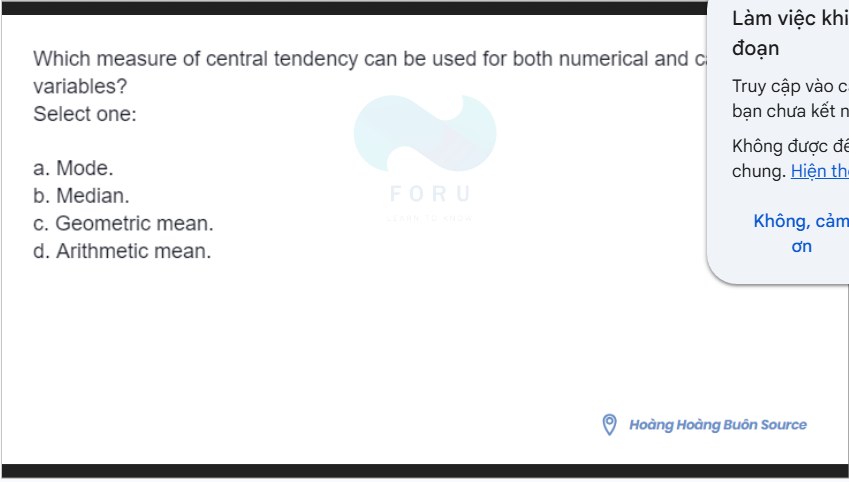 Which measure of central tendency can be used for both numerical and
variables?
Select one:
a. Mode.
b. Median.
c. Geometric mean.
d. Arithmetic mean.
FORU
Làm việc khi
đoạn
Truy cập vào
bạn chưa kết
Không được
chung. Hiện
Không, cảm
ơn
Hoàng Hoàng Buôn Source